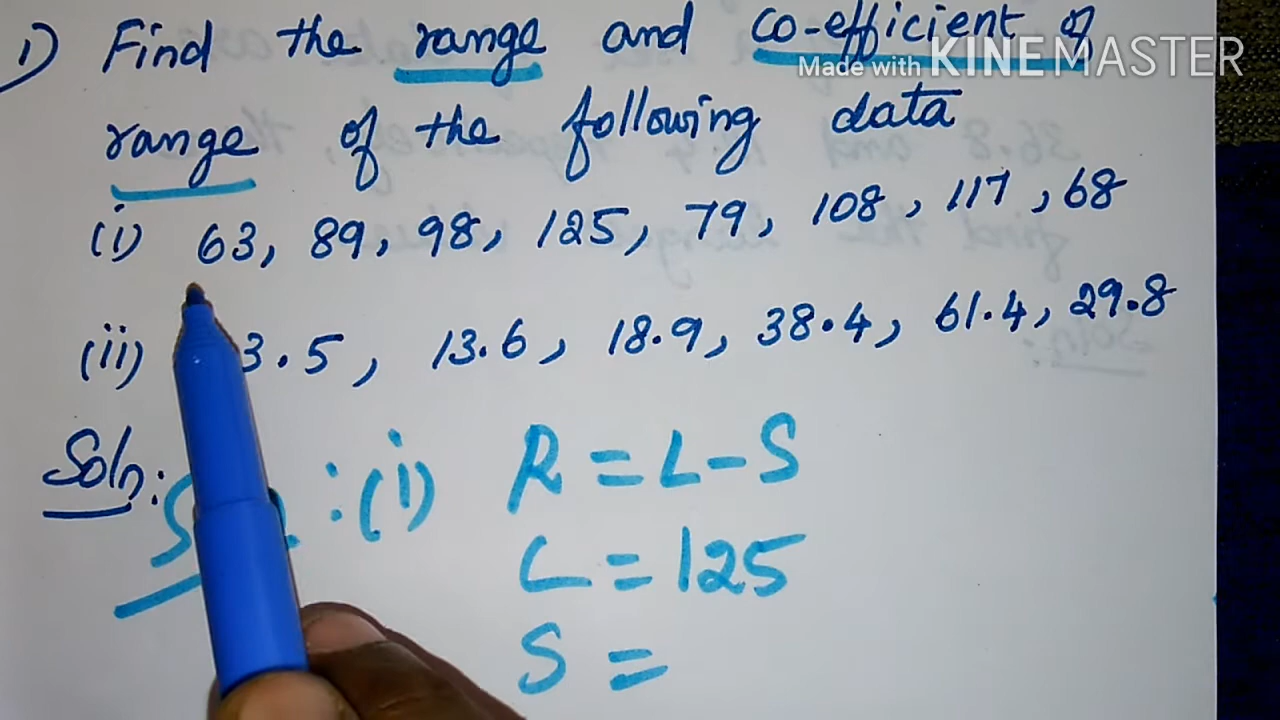 1) Find the range and co-efficient of
Made with KINEMASTER
range of the following data
(i) 63, 89, 98, 125, 79, 108, 117, 68
(ii) 3.5, 13.6, 18.9, 38.4, 61.4, 29.8
Soln: : (i) R = L - S
L = 125
S =